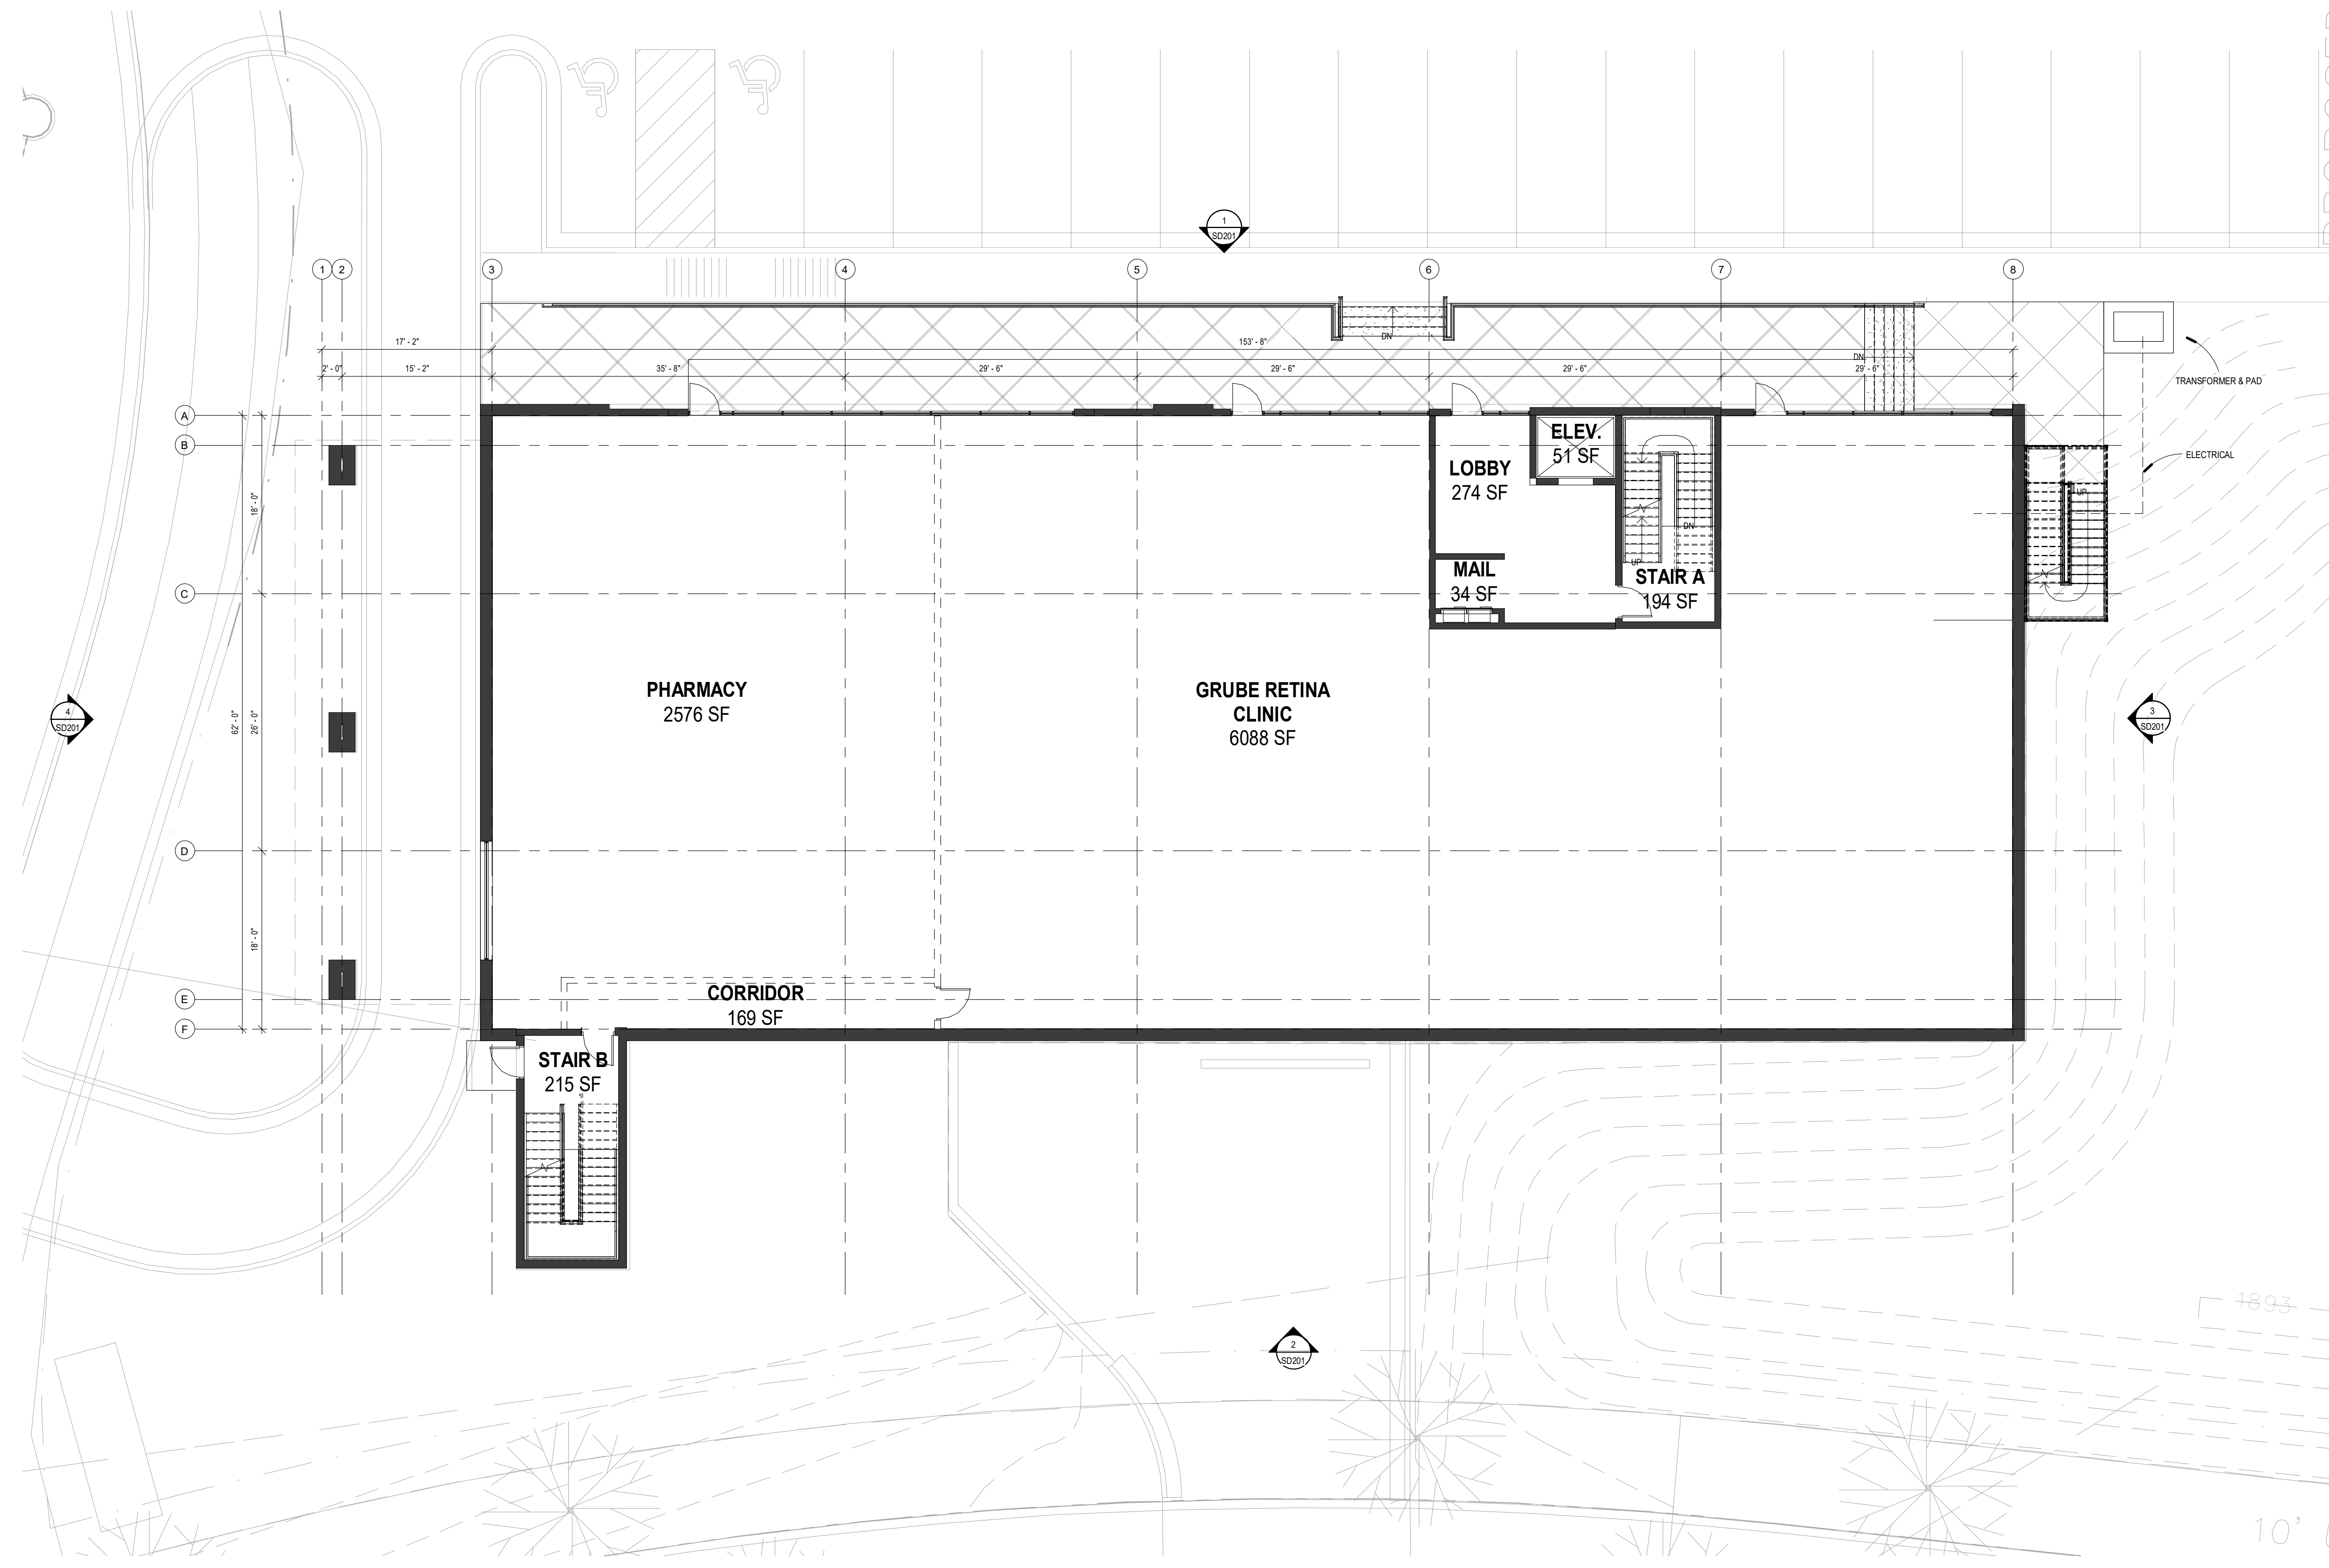 1
SD201
1
2
3
4
5
6
7
8
17' - 2"
153' - 8"
DN
2' - 0"
15' - 2"
35' - 8"
29' - 6"
29' - 6"
29' - 6"
29' - 6"
DN
TRANSFORMER & PAD
A
B
C
D
E
F
18' - 0"
26' - 0"
62' - 0"
18' - 0"
ELEV.
51 SF
LOBBY
274 SF
ELECTRICAL
UP
DN
UP
MAIL
34 SF
STAIR A
194 SF
PHARMACY
2576 SF
GRUBE RETINA
CLINIC
6088 SF
4
SD201
3
SD201
CORRIDOR
169 SF
STAIR B
215 SF
1893
2
SD201
10'